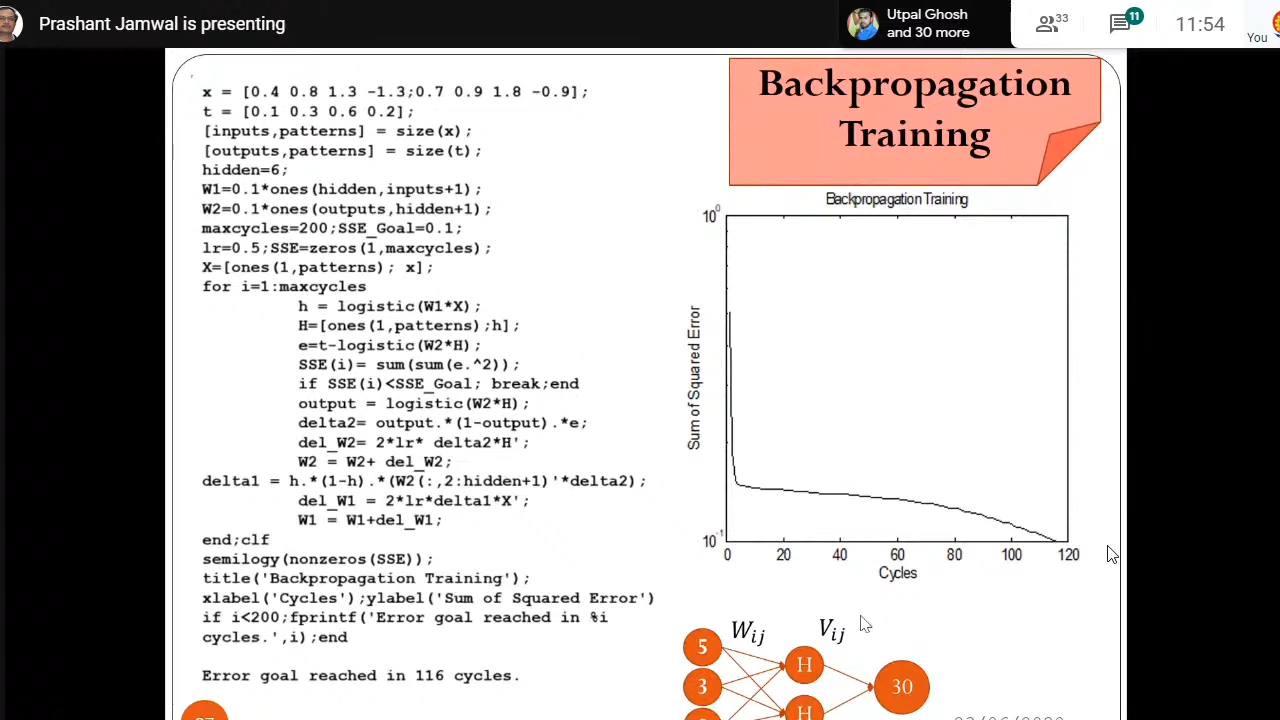 Prashant Jamwal is presenting
Utpal Ghosh
and 30 more
33
11
11:54
You
x = [0.4 0.8 1.3 -1.3;0.7 0.9 1.8 -0.9];
t = [0.1 0.3 0.6 0.2];
[inputs,patterns] = size(x);
[outputs,patterns] = size(t);
hidden=6;
W1=0.1*ones(hidden,inputs+1);
W2=0.1*ones(outputs,hidden+1);
maxcycles=200;SSE_Goal=0.1;
lr=0.5;SSE=zeros(1,maxcycles);
X=[ones(1,patterns); x];
for i=1:maxcycles
h = logistic(W1*X);
H=[ones(1,patterns);h];
e=t-logistic(W2*H);
SSE(i)= sum(sum(e.^2));
if SSE(i)<SSE_Goal; break;end
output = logistic(W2*H);
delta2= output.*(1-output).*e;
del_W2= 2*lr* delta2*H';
W2 = W2+ del_W2;
delta1 = h.*(1-h).*(W2(:,2:hidden+1)'*delta2);
del_W1 = 2*lr*delta1*X';
W1 = W1+del_W1;
end;clf
semilogy(nonzeros(SSE));
title('Backpropagation Training');
xlabel('Cycles');ylabel('Sum of Squared Error')
if i<200;fprintf('Error goal reached in %i
cycles.',i);end
Error goal reached in 116 cycles.
Backpropagation
Training
Backpropagation Training
10^0
Sum of Squared Error
10^-1
0 20 40 60 80 100 120
Cycles
W_ij V_ij
5
H
3
30
H